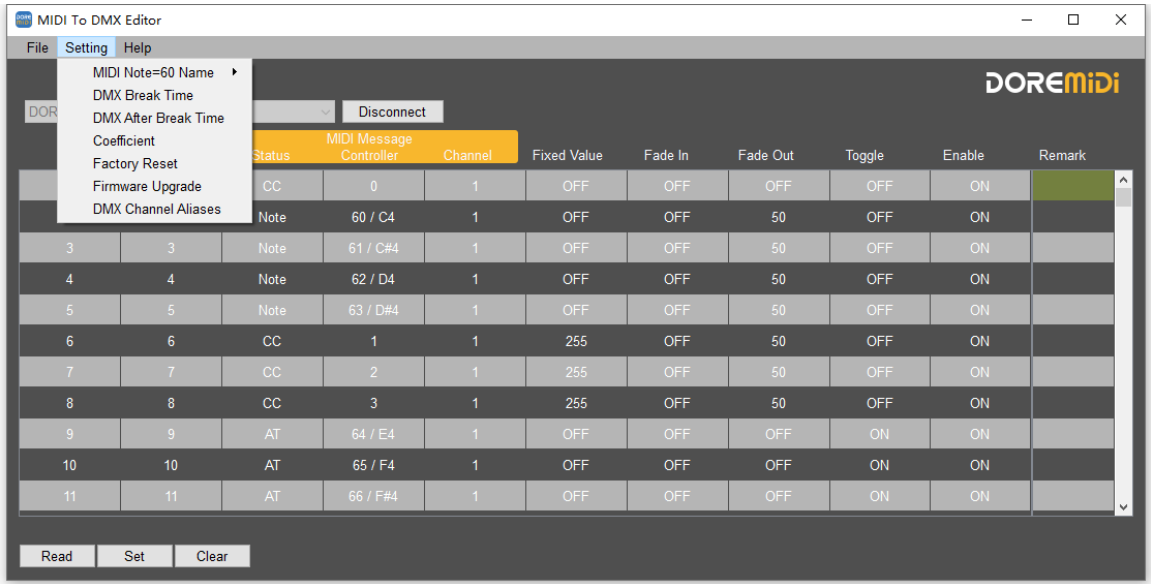 MIDI To DMX Editor
File Setting Help
MIDI Note=60 Name
DMX Break Time
DMX After Break Time
Coefficient
Factory Reset
Firmware Upgrade
DMX Channel Aliases
DOREMiDi
DOR Disconnect
MIDI Message
Status Controller Channel Fixed Value Fade In Fade Out Toggle Enable Remark
CC 0 1 OFF OFF OFF OFF ON
Note 60 / C4 1 OFF OFF 50 OFF ON
3 3 Note 61 / C#4 1 OFF OFF 50 OFF ON
4 4 Note 62 / D4 1 OFF OFF 50 OFF ON
5 5 Note 63 / D#4 1 OFF OFF 50 OFF ON
6 6 CC 1 1 255 OFF 50 OFF ON
7 7 CC 2 1 255 OFF 50 OFF ON
8 8 CC 3 1 255 OFF 50 OFF ON
9 9 AT 64 / E4 1 OFF OFF OFF ON ON
10 10 AT 65 / F4 1 OFF OFF OFF ON ON
11 11 AT 66 / F#4 1 OFF OFF OFF ON ON
Read Set Clear